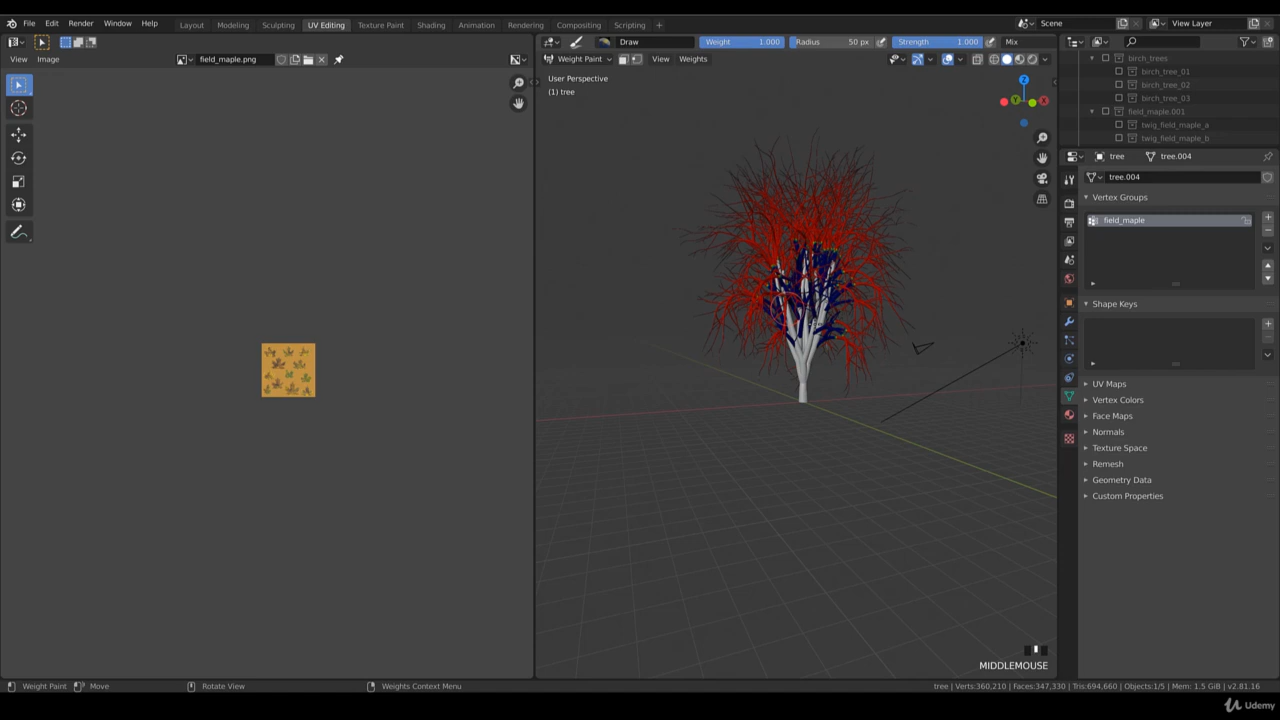 File Edit Render Window Help Layout Modeling Sculpting UV Editing Texture Paint Shading Animation Rendering Compositing Scripting + Scene View Layer
Draw Weight 1.000 Radius 50 px Strength 1.000 Mix
View Image field_maple.png Weight Paint View Weights
User Perspective
(1) tree
Z
Y
X
birch_trees
birch_tree_01
birch_tree_02
birch_tree_03
field_maple.001
twig_field_maple_a
twig_field_maple_b
tree tree.004
tree.004
Vertex Groups
field_maple
Shape Keys
UV Maps
Vertex Colors
Face Maps
Normals
Texture Space
Remesh
Geometry Data
Custom Properties
MIDDLEMOUSE
Weight Paint Move Rotate View Weights Context Menu tree | Verts:360,210 | Faces:347,330 | Tris:694,660 | Objects:1/5 | Mem: 1.5 GiB | v2.81.16
Udemy